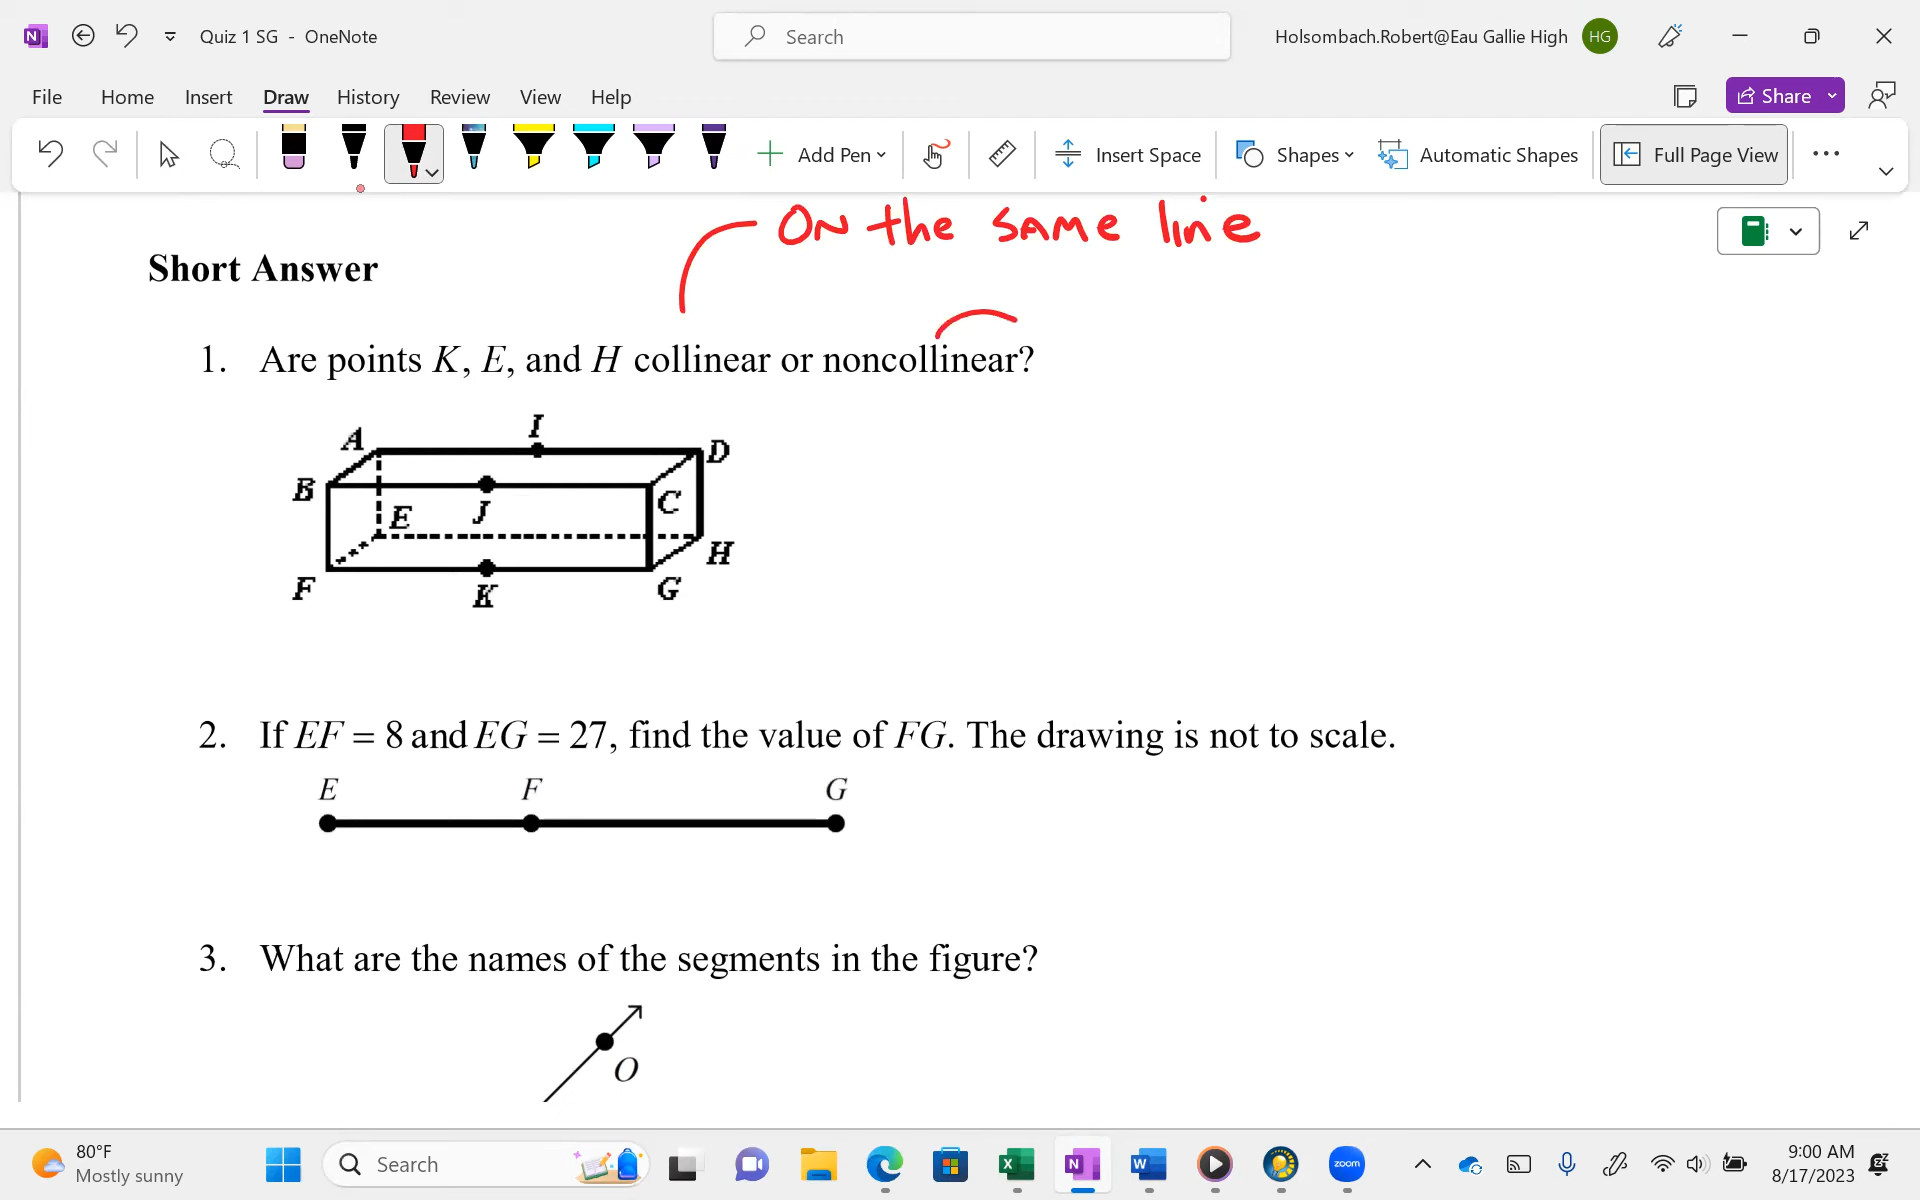 Quiz 1 SG - OneNote
Search
Holsombach.Robert@Eau Gallie High
HG
File
Home
Insert
Draw
History
Review
View
Help
Share
Add Pen
Insert Space
Shapes
Automatic Shapes
Full Page View
ON the SAME line
Short Answer
1. Are points K, E, and H collinear or noncollinear?
I
A
D
B
C
E
J
H
F
K
G
2. If EF = 8 and EG = 27, find the value of FG. The drawing is not to scale.
E
F
G
3. What are the names of the segments in the figure?
O
80°F
Mostly sunny
Search
zoom
9:00 AM
8/17/2023